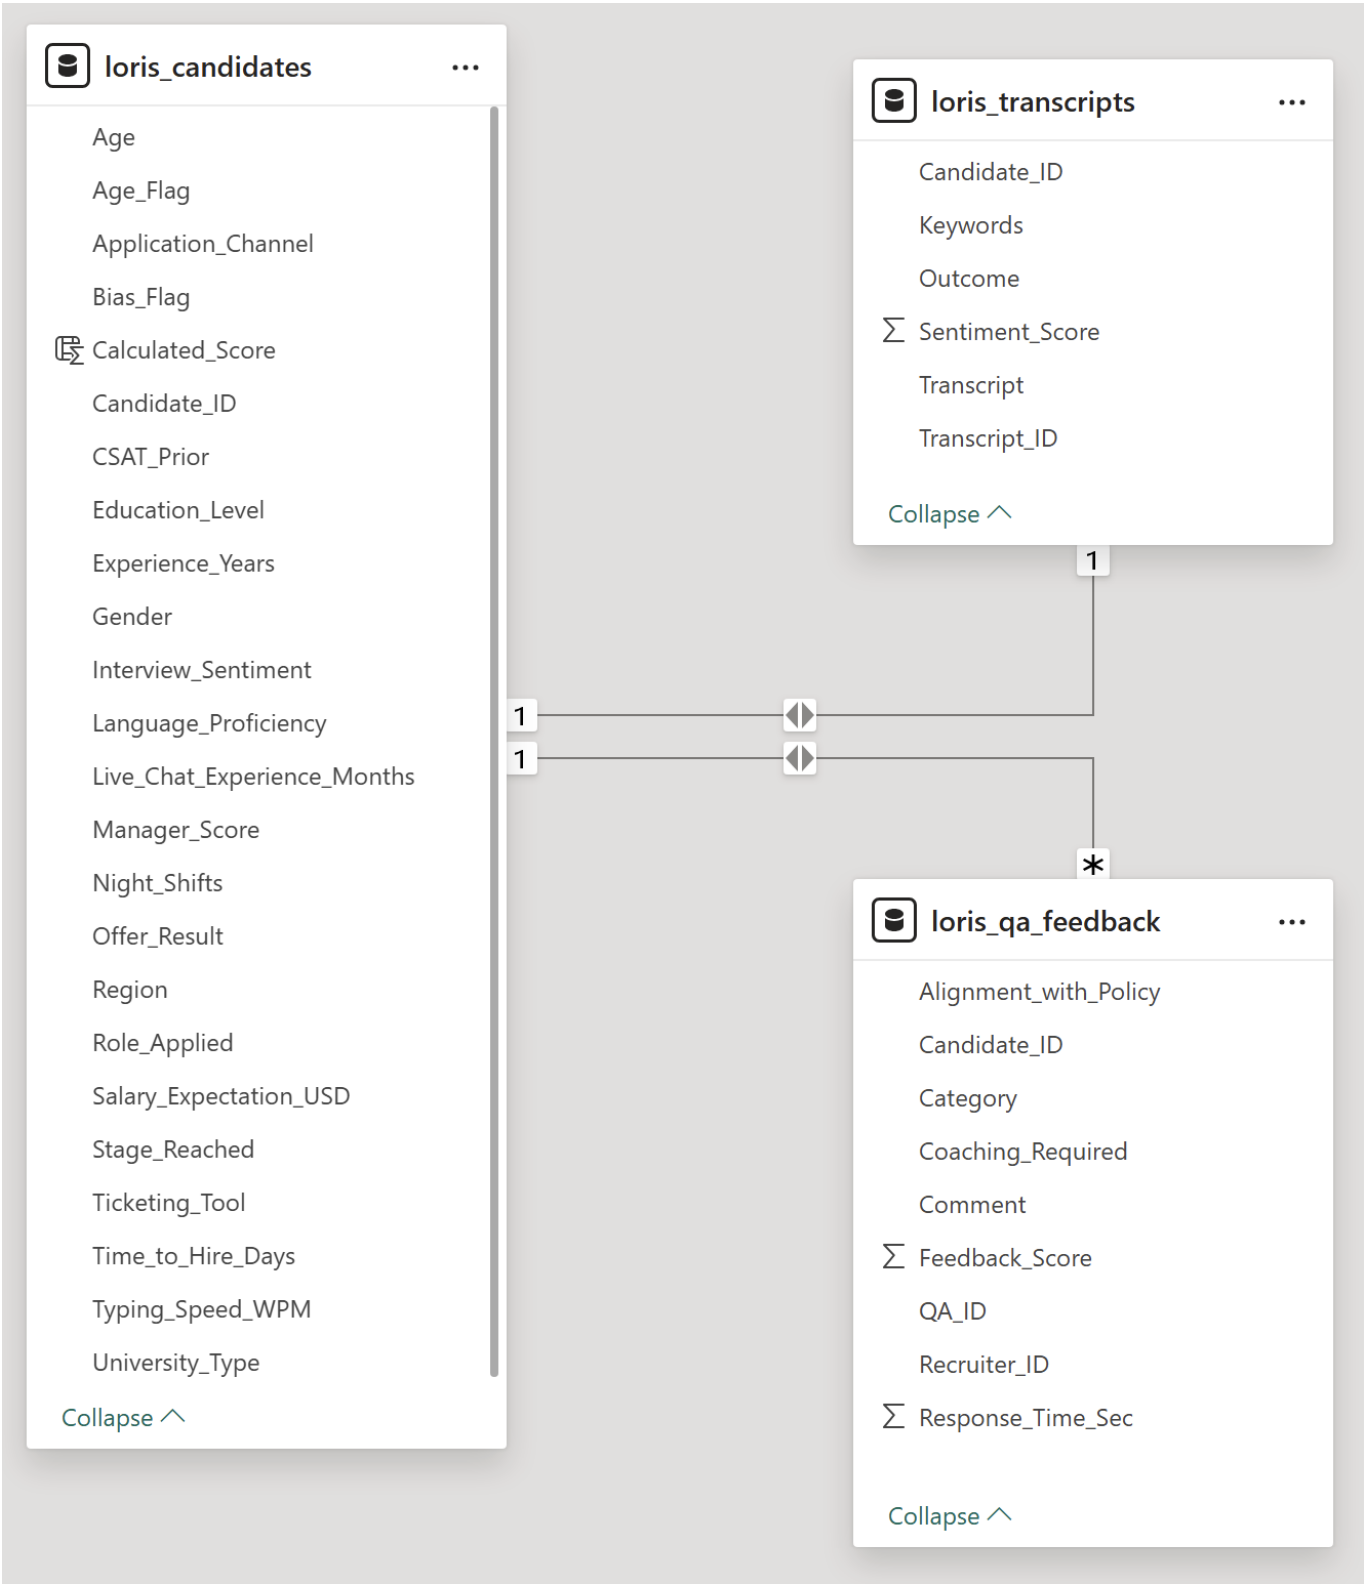 loris_candidates
Age
Age_Flag
Application_Channel
Bias_Flag
Calculated_Score
Candidate_ID
CSAT_Prior
Education_Level
Experience_Years
Gender
Interview_Sentiment
Language_Proficiency
Live_Chat_Experience_Months
Manager_Score
Night_Shifts
Offer_Result
Region
Role_Applied
Salary_Expectation_USD
Stage_Reached
Ticketing_Tool
Time_to_Hire_Days
Typing_Speed_WPM
University_Type
Collapse
1
1
loris_transcripts
Candidate_ID
Keywords
Outcome
Sentiment_Score
Transcript
Transcript_ID
Collapse
1
*
loris_qa_feedback
Alignment_with_Policy
Candidate_ID
Category
Coaching_Required
Comment
Feedback_Score
QA_ID
Recruiter_ID
Response_Time_Sec
Collapse